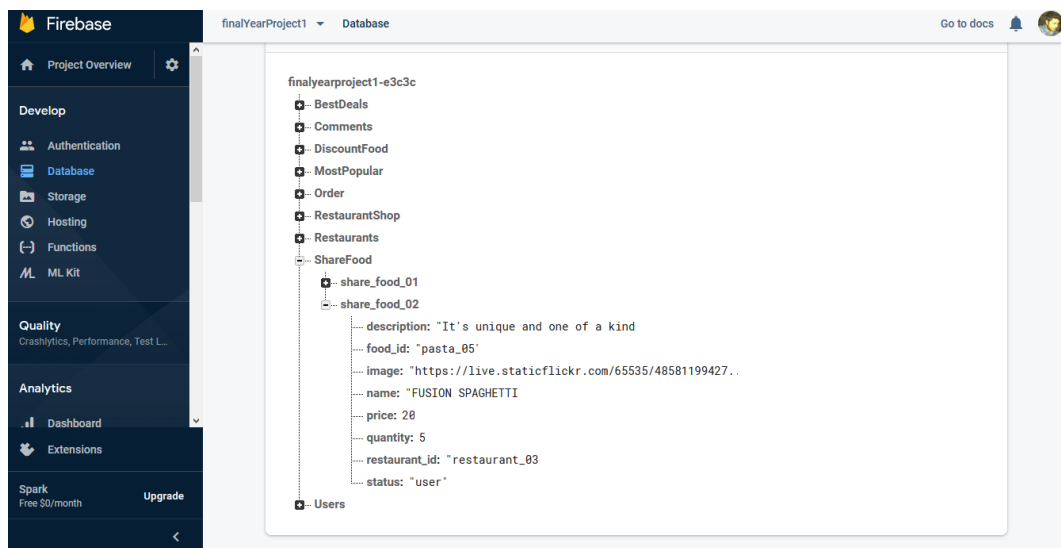 Firebase
finalYearProject1 Database Go to docs
Project Overview
Develop
Authentication
Database
Storage
Hosting
Functions
ML Kit
Quality
Crashlytics, Performance, Test L...
Analytics
Dashboard
Extensions
Spark
Free $0/month
Upgrade
finalyearproject1-e3c3c
BestDeals
Comments
DiscountFood
MostPopular
Order
RestaurantShop
Restaurants
ShareFood
share_food_01
share_food_02
description: "It's unique and one of a kind
food_id: "pasta_05"
image: "https://live.staticflickr.com/65535/48581199427..
name: "FUSION SPAGHETTI
price: 20
quantity: 5
restaurant_id: "restaurant_03
status: "user"
Users